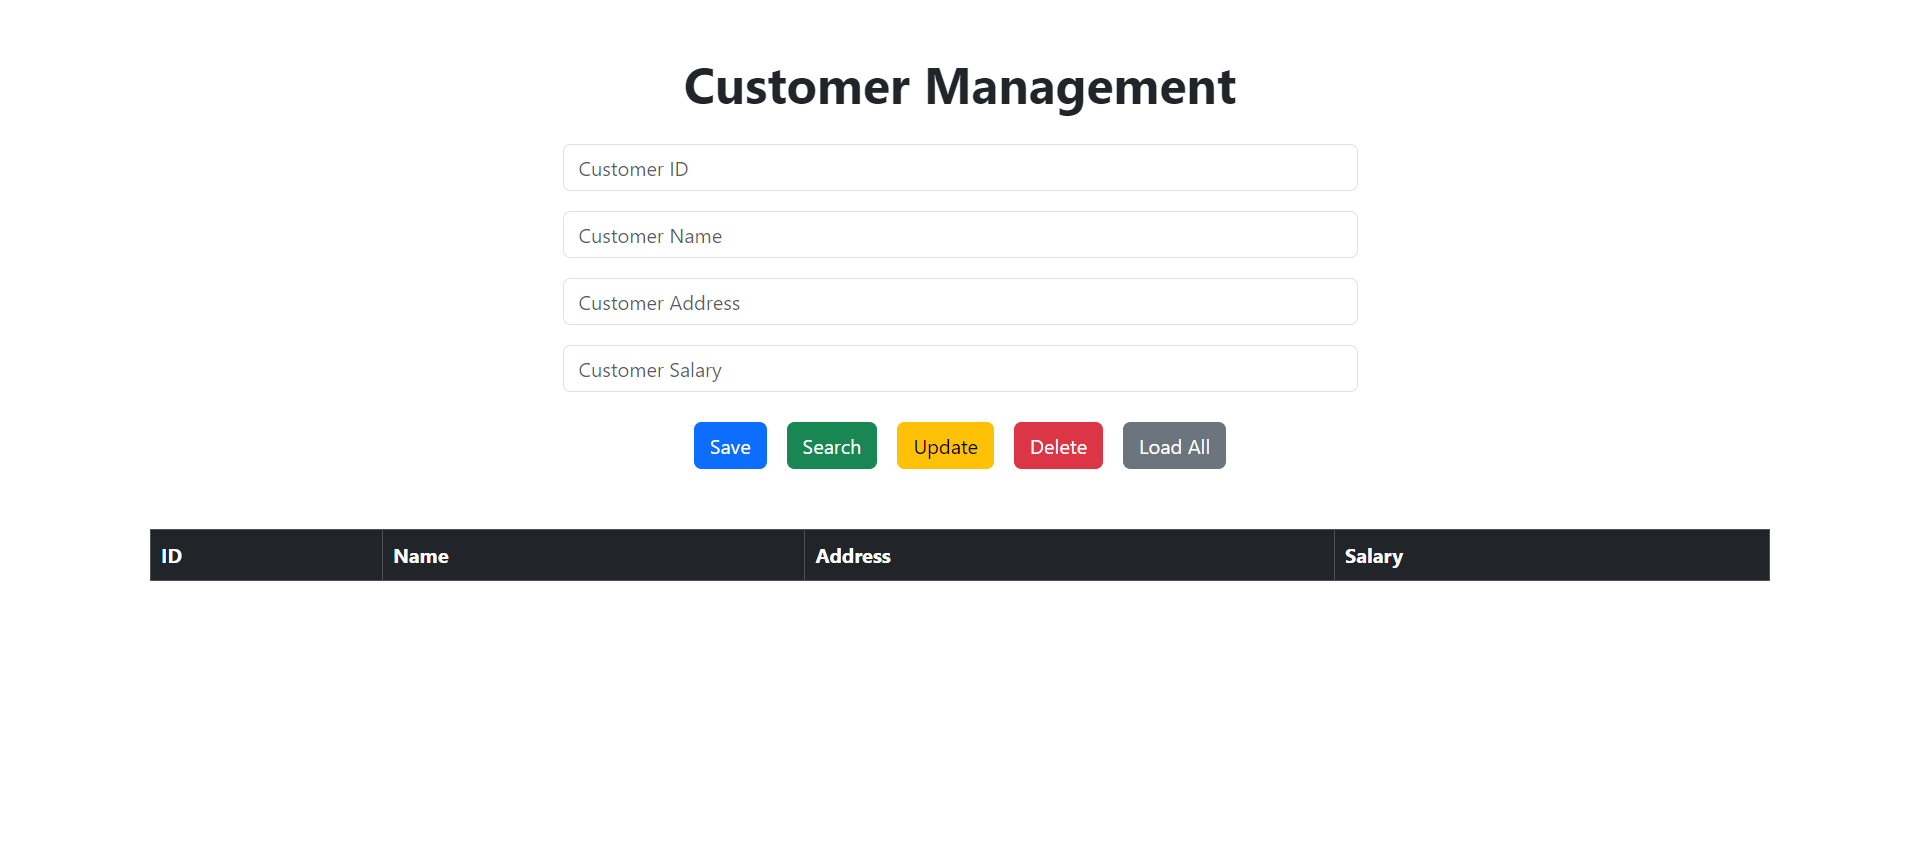 Customer Management
Customer ID
Customer Name
Customer Address
Customer Salary
Save Search Update Delete Load All
ID Name Address Salary